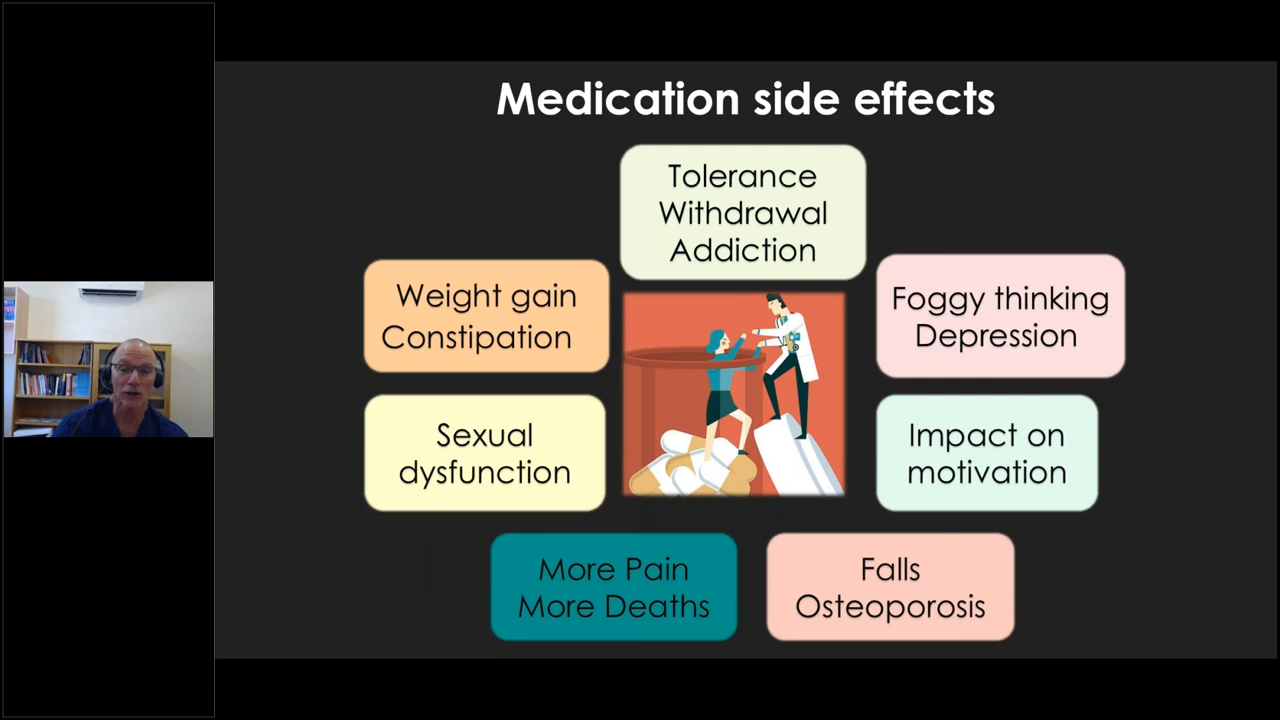 Medication side effects
Tolerance
Withdrawal
Addiction
Weight gain
Constipation
Foggy thinking
Depression
Sexual
dysfunction
Impact on
motivation
More Pain
More Deaths
Falls
Osteoporosis